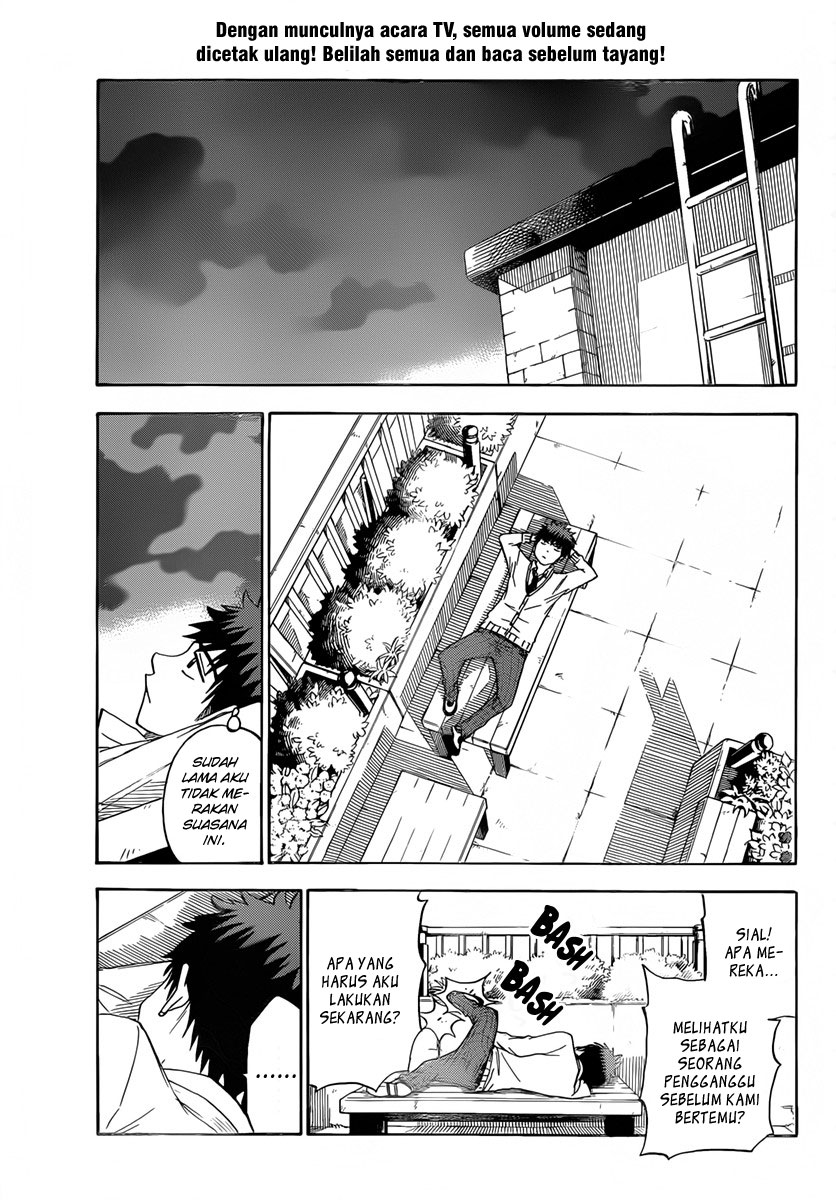 Dengan munculnya acara TV, semua volume sedang
dicetak ulang! Belilah semua dan baca sebelum tayang!
SUDAH
LAMA AKU
TIDAK ME-
RAKAN
SUASANA
INI.
SIAL!
APA ME-
REKA...
MELIHATKU
SEBAGAI
SEORANG
PENGGANGGU
SEBELUM KAMI
BERTEMU?
BASH
BASH
APA YANG
HARUS AKU
LAKUKAN
SEKARANG?
......